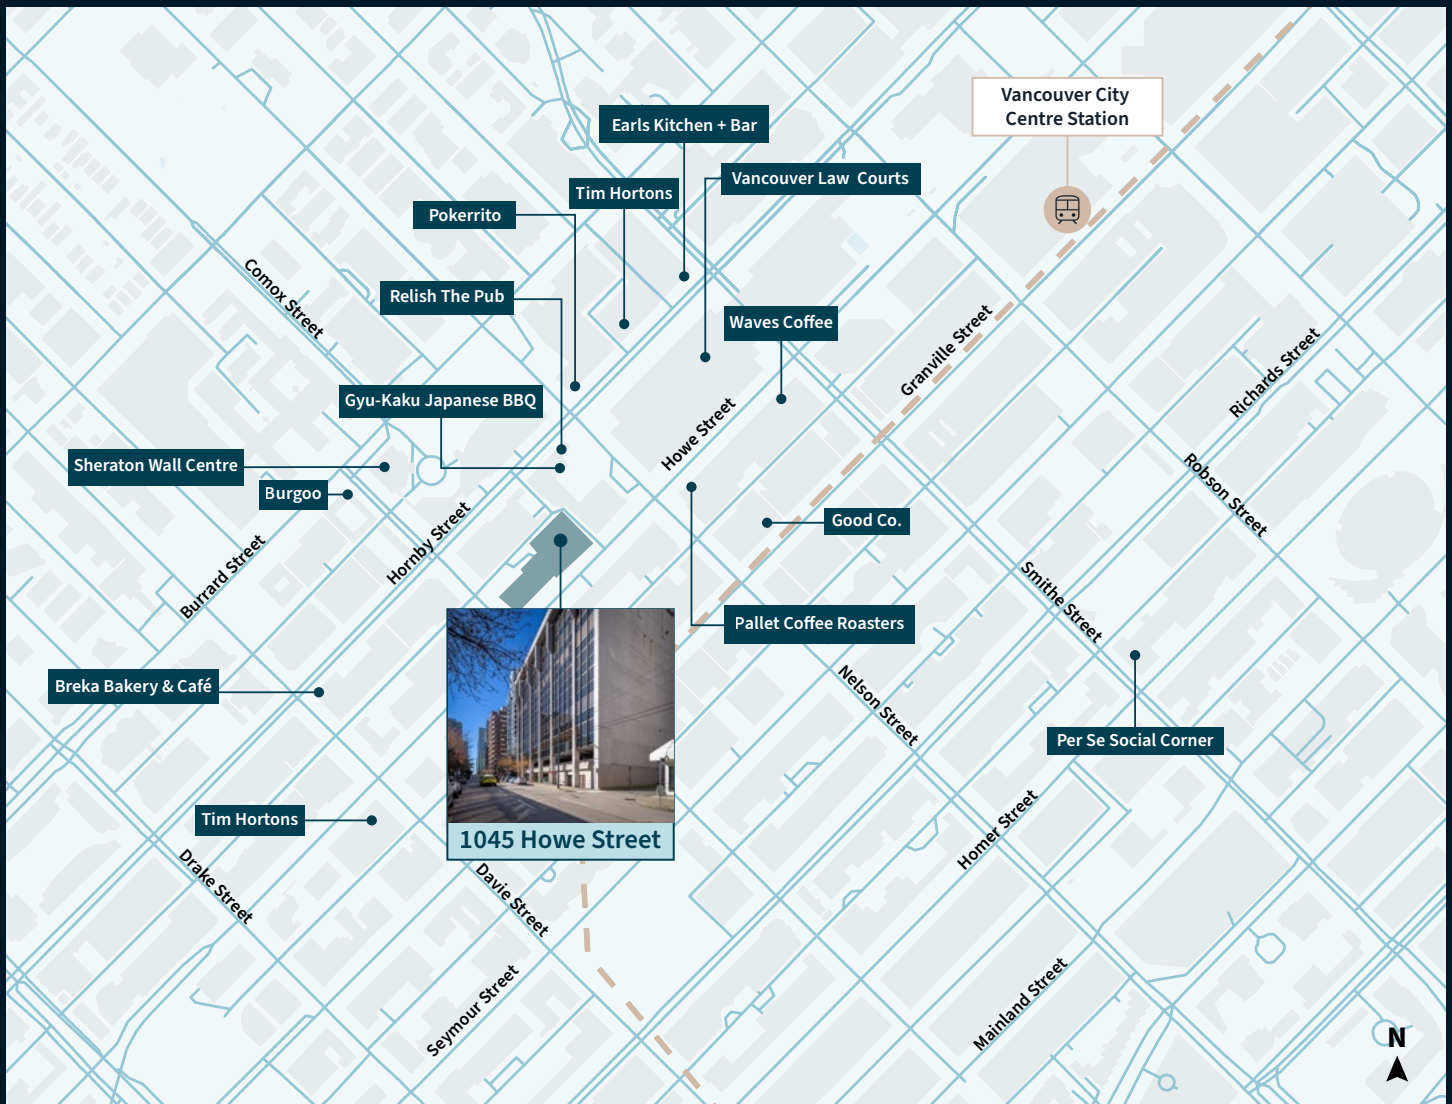 Vancouver City
Centre Station
Earls Kitchen + Bar
Vancouver Law Courts
Tim Hortons
Pokerrito
Comox Street
Relish The Pub
Waves Coffee
Granville Street
Richards Street
Gyu-Kaku Japanese BBQ
Howe Street
Sheraton Wall Centre
Burgoo
Robson Street
Hornby Street
Good Co.
Burrard Street
Smithe Street
Pallet Coffee Roasters
Breka Bakery & Café
Nelson Street
Per Se Social Corner
Tim Hortons
1045 Howe Street
Homer Street
Drake Street
Davie Street
Seymour Street
Mainland Street
N